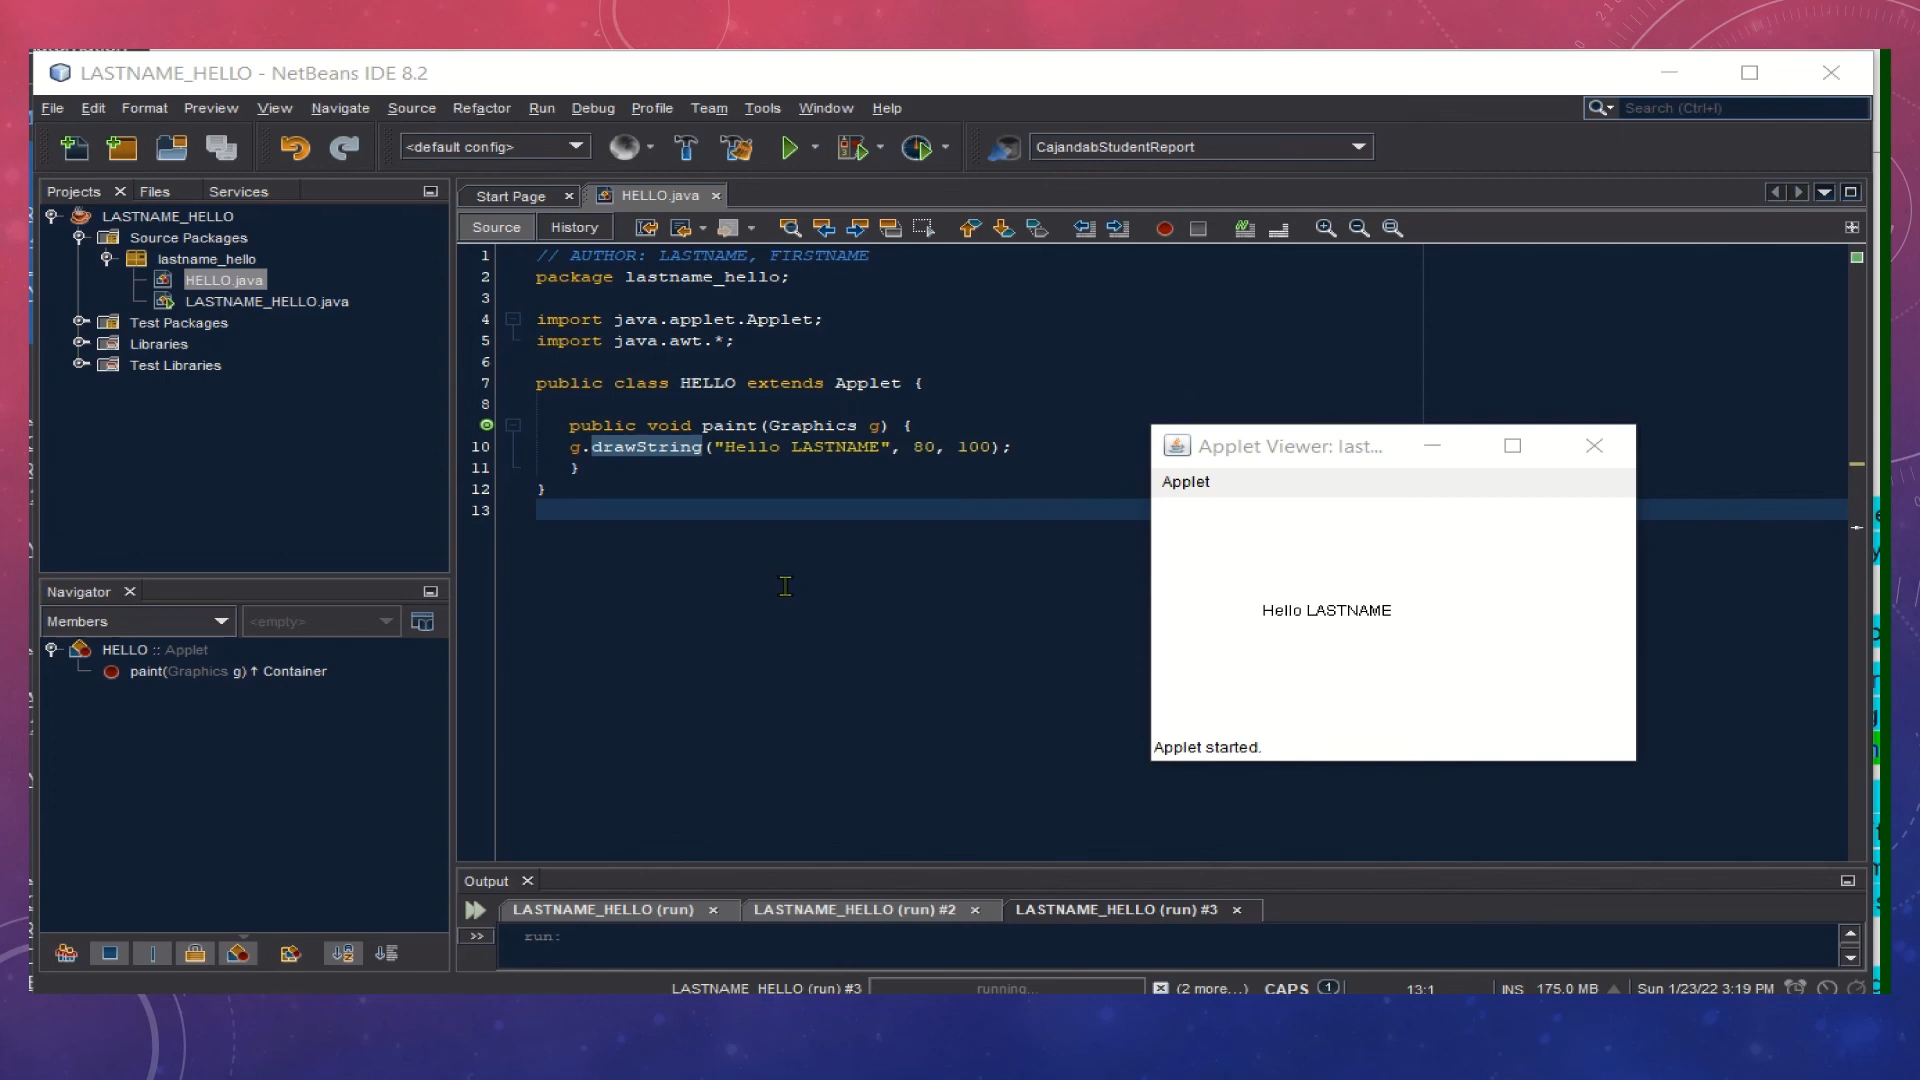 LASTNAME_HELLO - NetBeans IDE 8.2
File Edit Format Preview View Navigate Source Refactor Run Debug Profile Team Tools Window Help
Search (Ctrl+I)
<default config>
CajandabStudentReport
Projects Files Services
Start Page HELLO.java
LASTNAME_HELLO
Source Packages
lastname_hello
HELLO.java
LASTNAME_HELLO.java
Test Packages
Libraries
Test Libraries
Source History
1 // AUTHOR: LASTNAME, FIRSTNAME
2 package lastname_hello;
3
4 import java.applet.Applet;
5 import java.awt.*;
6
7 public class HELLO extends Applet {
8
public void paint(Graphics g) {
10 g.drawString("Hello LASTNAME", 80, 100);
11 }
12 }
13
Applet Viewer: last...
Applet
Hello LASTNAME
Applet started.
Navigator
Members
<empty>
HELLO :: Applet
paint(Graphics g) ↑ Container
Output
LASTNAME_HELLO (run) LASTNAME_HELLO (run) #2 LASTNAME_HELLO (run) #3
>> run:
LASTNAME_HELLO (run) #3 running... (2 more...) CAPS 1 13:1 INS 175.0 MB Sun 1/23/22 3:19 PM